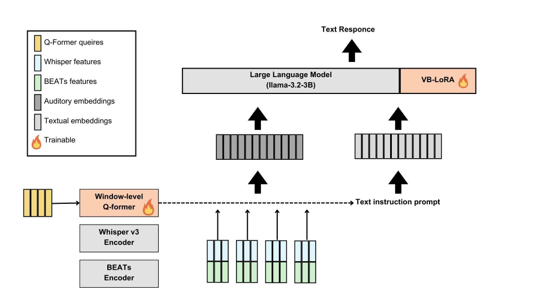 Text Responce
Q-Former queires
Whisper features
BEATs features
Auditory embeddings
Textual embeddings
Trainable
Large Language Model
(llama-3.2-3B)
VB-LoRA
Window-level
Q-former
Text instruction prompt
Whisper v3
Encoder
BEATs
Encoder